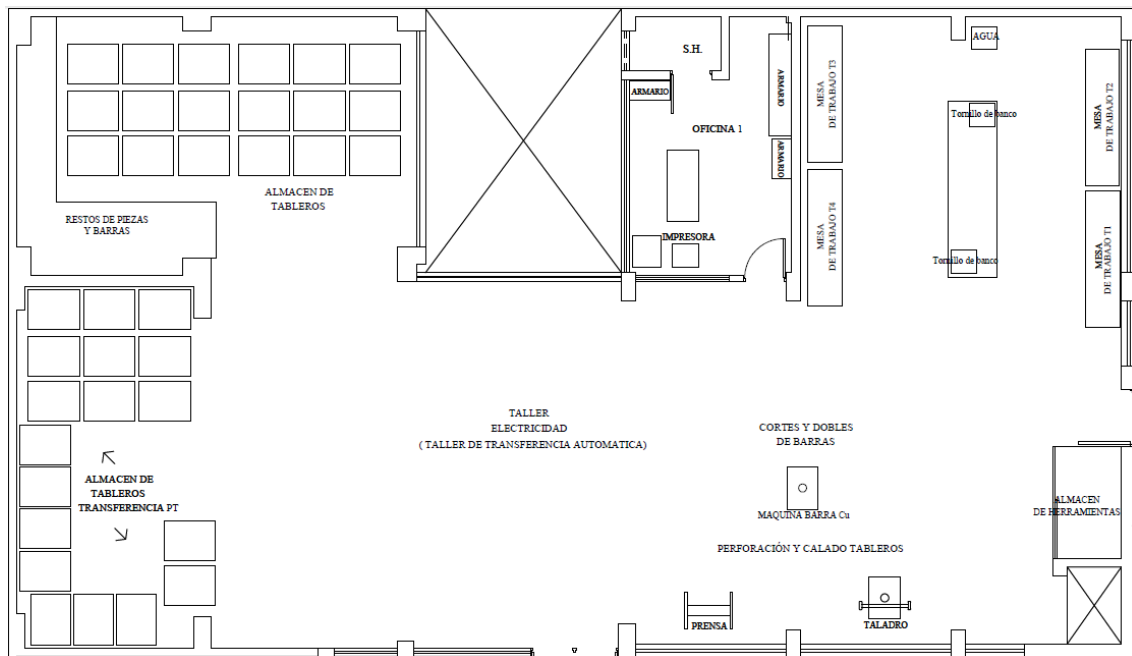 S.H.
ARMARIO
ARMARIO
OFICINA 1
ARMARIO
IMPRESORA
MESA
DE TRABAJO T3
MESA
DE TRABAJO T4
AGUA
Tornillo de banco
Tornillo de banco
MESA
DE TRABAJO T2
MESA
DE TRABAJO T1
ALMACEN DE
TABLEROS
RESTOS DE PIEZAS
Y BARRAS
TALLER
ELECTRICIDAD
( TALLER DE TRANSFERENCIA AUTOMATICA)
CORTES Y DOBLES
DE BARRAS
ALMACEN DE
TABLEROS
TRANSFERENCIA PT
MAQUINA BARRA Cu
ALMACEN
DE HERRAMIENTAS
PERFORACIÓN Y CALADO TABLEROS
PRENSA
TALADRO